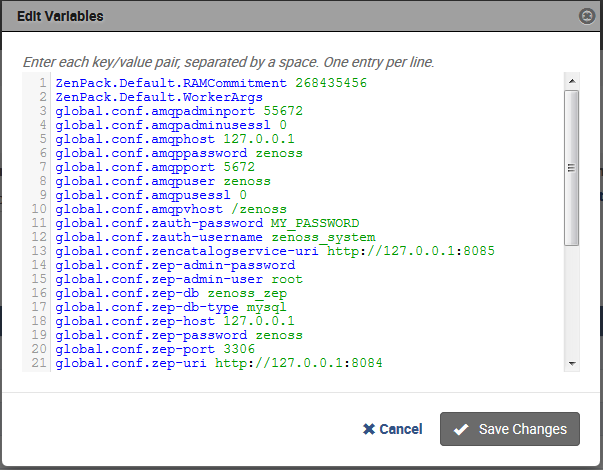 Edit Variables
Enter each key/value pair, separated by a space. One entry per line.
1 ZenPack.Default.RAMCommitment 268435456
2 ZenPack.Default.WorkerArgs
3 global.conf.amqpadminport 55672
4 global.conf.amqpadminusessl 0
5 global.conf.amqphost 127.0.0.1
6 global.conf.amqppassword zenoss
7 global.conf.amqpport 5672
8 global.conf.amqpuser zenoss
9 global.conf.amqpusessl 0
10 global.conf.amqpvhost /zenoss
11 global.conf.zauth-password MY_PASSWORD
12 global.conf.zauth-username zenoss_system
13 global.conf.zencatalogservice-uri http://127.0.0.1:8085
14 global.conf.zep-admin-password
15 global.conf.zep-admin-user root
16 global.conf.zep-db zenoss_zep
17 global.conf.zep-db-type mysql
18 global.conf.zep-host 127.0.0.1
19 global.conf.zep-password zenoss
20 global.conf.zep-port 3306
21 global.conf.zep-uri http://127.0.0.1:8084
Cancel
Save Changes